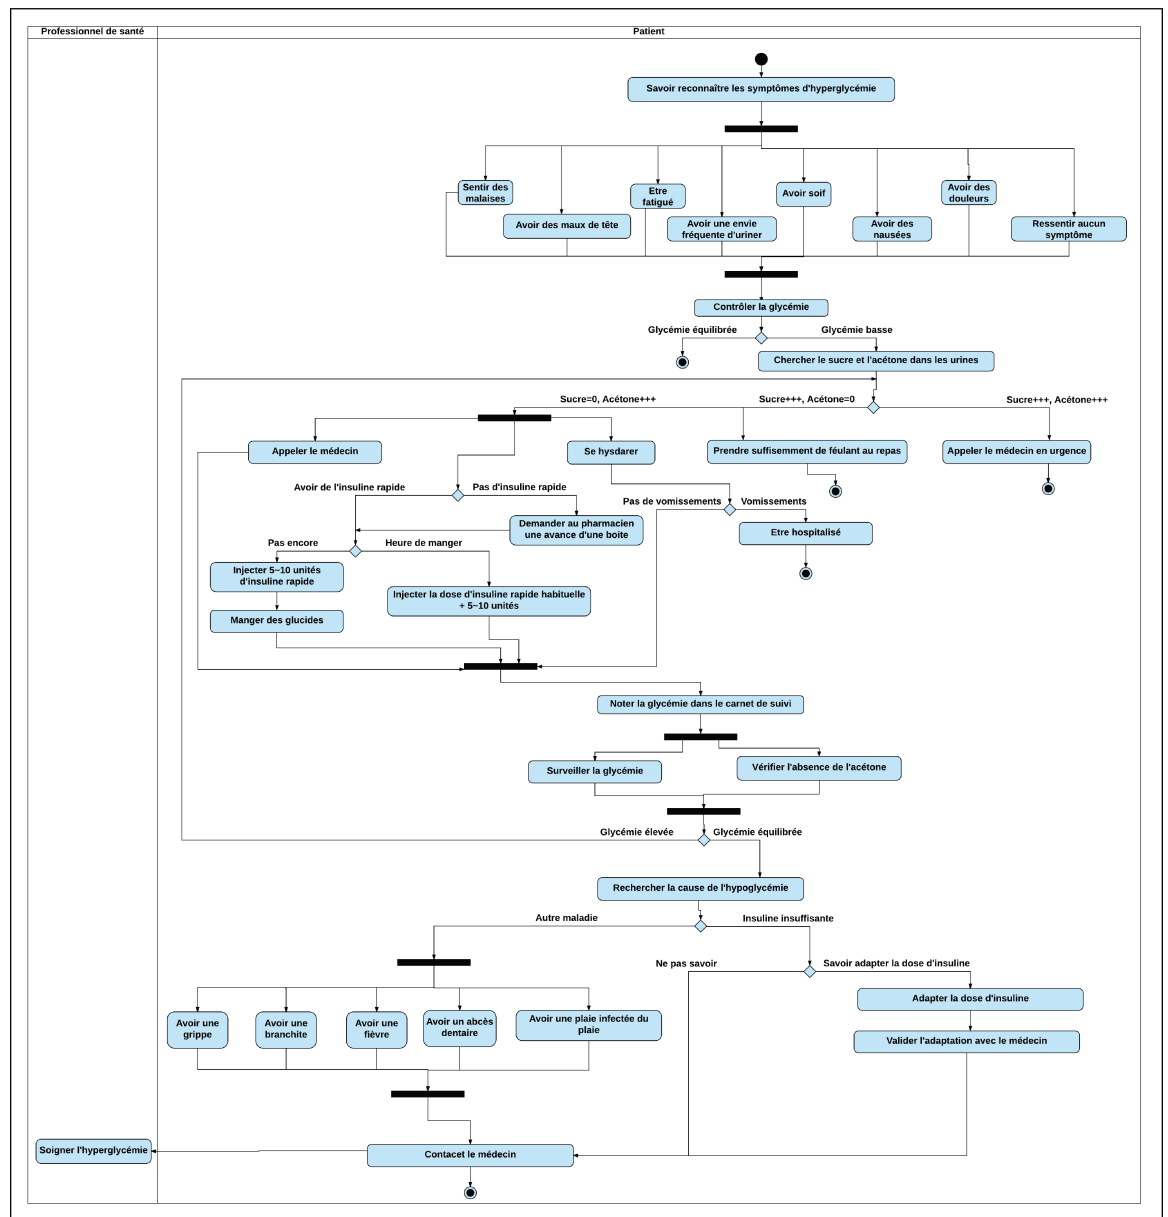 Professionnel de santé
Patient
Savoir reconnaître les symptômes d'hyperglycémie
Sentir des
malaises
Avoir des maux de tête
Etre
fatigué
Avoir une envie
fréquente d'uriner
Avoir soif
Avoir des
nausées
Avoir des
douleurs
Ressentir aucun
symptôme
Contrôler la glycémie
Glycémie équilibrée
Glycémie basse
Chercher le sucre et l'acétone dans les urines
Sucre=0, Acétone+++
Sucre+++, Acétone=0
Sucre+++, Acétone+++
Appeler le médecin
Se hysdarer
Prendre suffisemment de féulant au repas
Appeler le médecin en urgence
Avoir de l'insuline rapide
Pas d'insuline rapide
Pas de vomissements
Vomissements
Demander au pharmacien
une avance d'une boite
Etre hospitalisé
Pas encore
Heure de manger
Injecter 5~10 unités
d'insuline rapide
Injecter la dose d'insuline rapide habituelle
+ 5~10 unités
Manger des glucides
Noter la glycémie dans le carnet de suivi
Surveiller la glycémie
Vérifier l'absence de l'acétone
Glycémie élevée
Glycémie équilibrée
Rechercher la cause de l'hypoglycémie
Autre maladie
Insuline insuffisante
Ne pas savoir
Savoir adapter la dose d'insuline
Adapter la dose d'insuline
Avoir une
grippe
Avoir une
branchite
Avoir une
fièvre
Avoir un abcès
dentaire
Avoir une plaie infectée du
plaie
Valider l'adaptation avec le médecin
Soigner l'hyperglycémie
Contacet le médecin